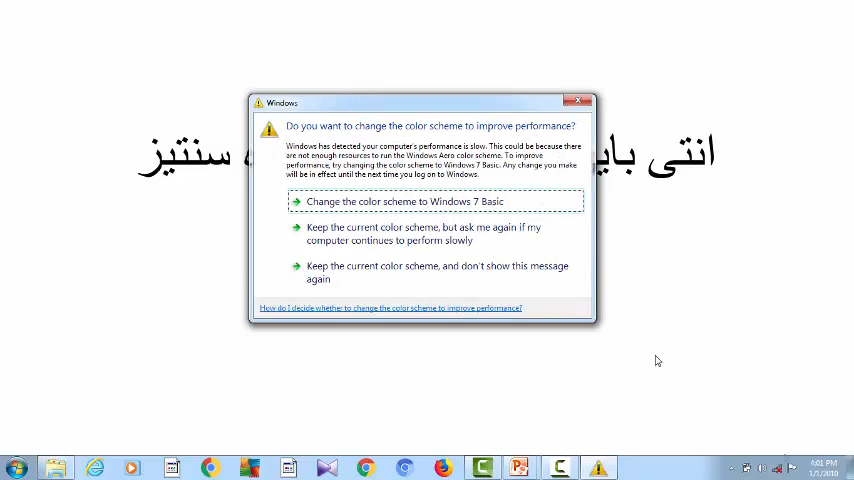 Windows
Do you want to change the color scheme to improve performance?
انتی بای
سنتیز
Windows has detected your computer's performance is slow. This could be because there
are not enough resources to run the Windows Aero color scheme. To improve
performance, try changing the color scheme to Windows 7 Basic. Any change you make
will be in effect until the next time you log on to Windows.
Change the color scheme to Windows 7 Basic
Keep the current color scheme, but ask me again if my
computer continues to perform slowly
Keep the current color scheme, and don't show this message
again
How do I decide whether to change the color scheme to improve performance?
4:01 PM
1/1/2010